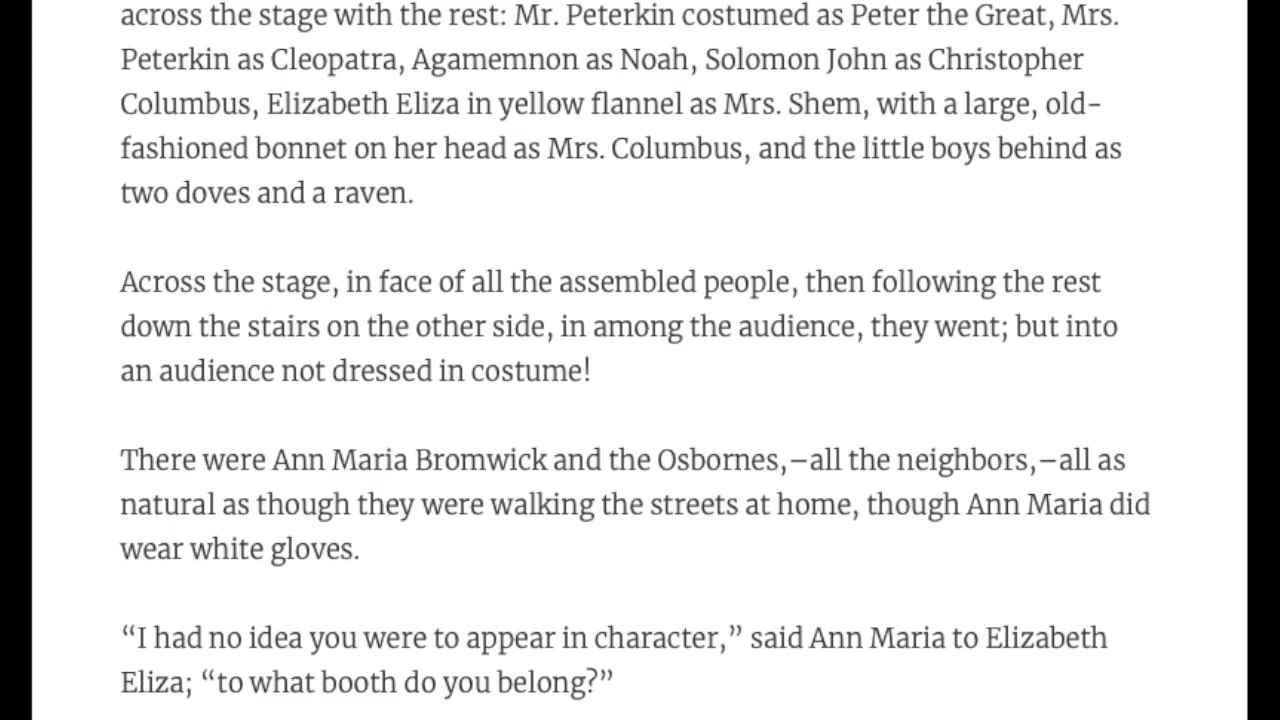 across the stage with the rest: Mr. Peterkin costumed as Peter the Great, Mrs.
Peterkin as Cleopatra, Agamemnon as Noah, Solomon John as Christopher
Columbus, Elizabeth Eliza in yellow flannel as Mrs. Shem, with a large, old-
fashioned bonnet on her head as Mrs. Columbus, and the little boys behind as
two doves and a raven.
Across the stage, in face of all the assembled people, then following the rest
down the stairs on the other side, in among the audience, they went; but into
an audience not dressed in costume!
There were Ann Maria Bromwick and the Osbornes,–all the neighbors,–all as
natural as though they were walking the streets at home, though Ann Maria did
wear white gloves.
“I had no idea you were to appear in character,” said Ann Maria to Elizabeth
Eliza; “to what booth do you belong?”